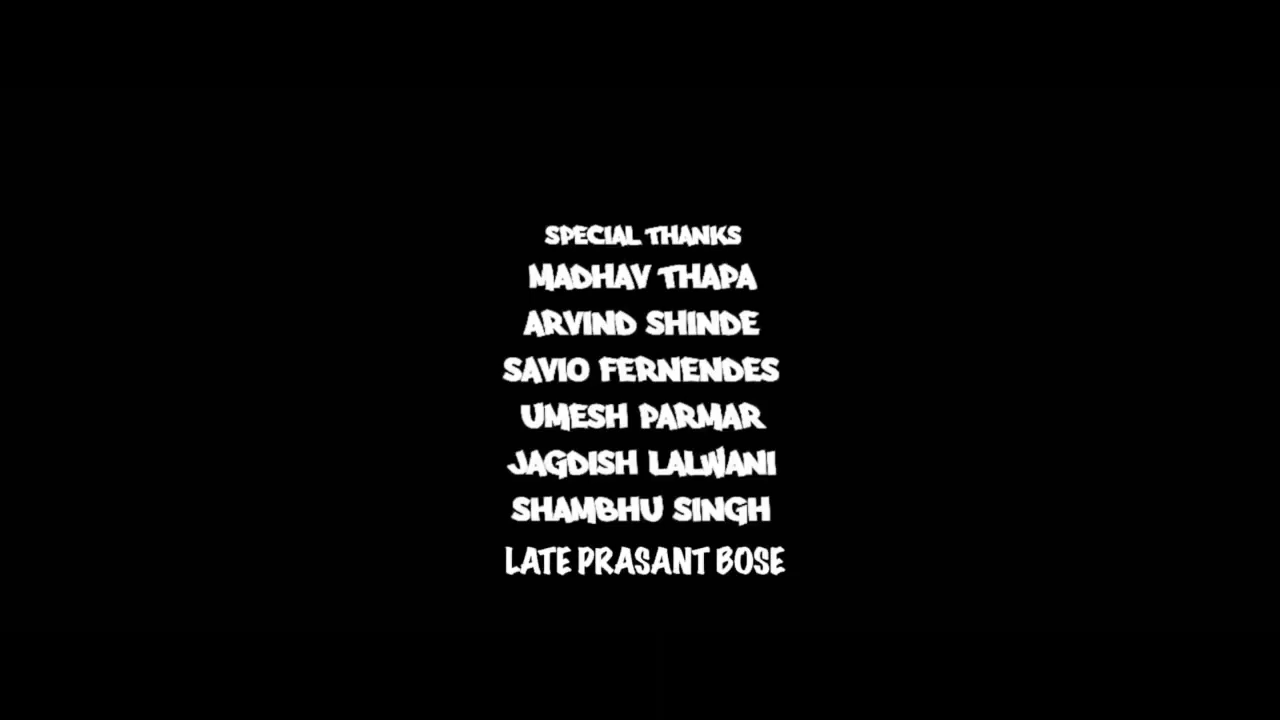 SPECIAL THANKS
MADHAV THAPA
ARVIND SHINDE
SAVIO FERNENDES
UMESH PARMAR
JAGDISH LALWANI
SHAMBHU SINGH
LATE PRASANT BOSE